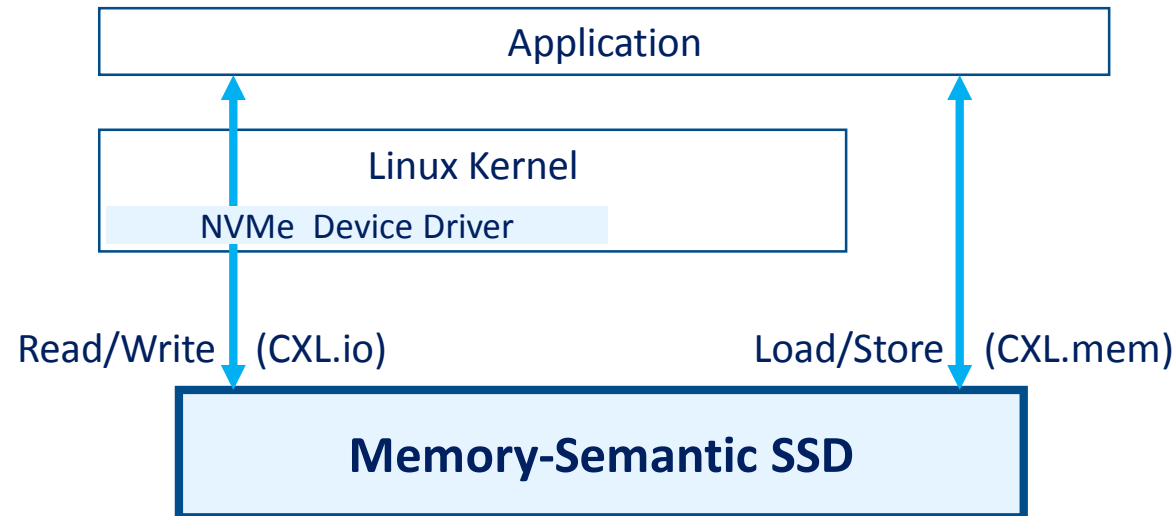 Application
Linux Kernel
NVMe  Device Driver
Read/Write (CXL.io) Load/Store (CXL.mem)
Memory-Semantic SSD